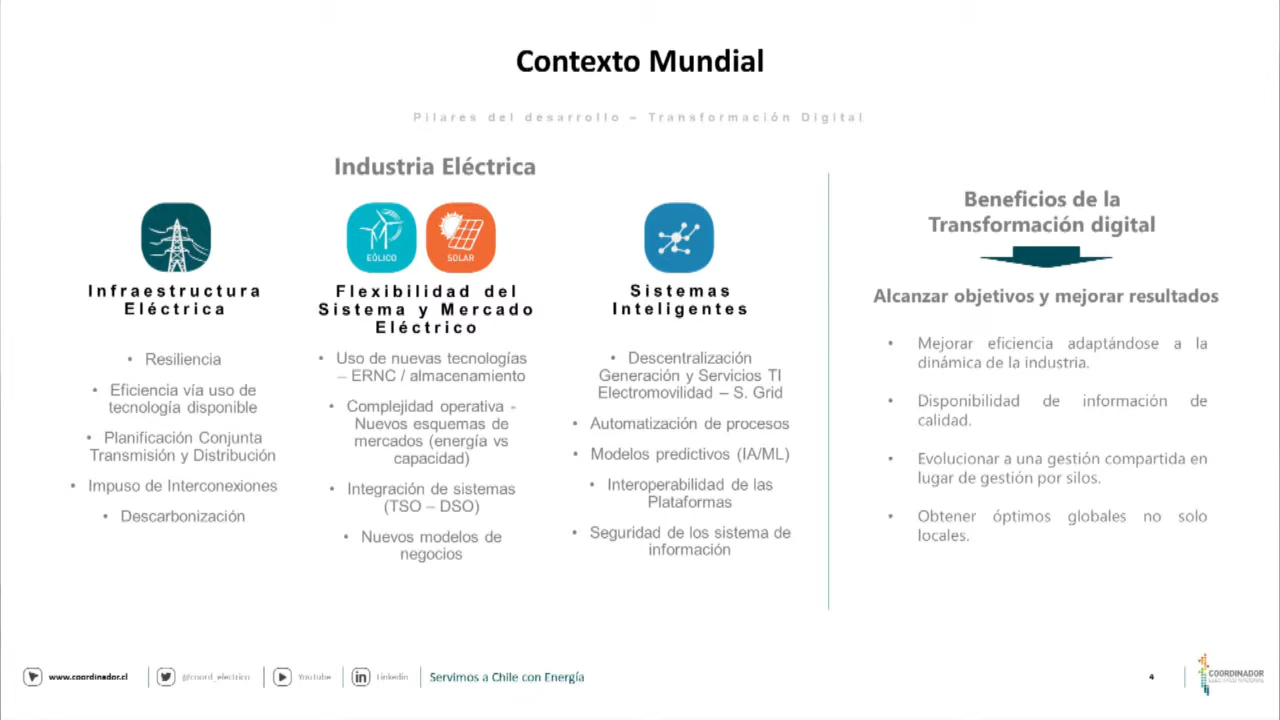 Contexto Mundial
Pilares del desarrollo – Transformación Digital
Industria Eléctrica
Infraestructura
Eléctrica
• Resiliencia
• Eficiencia vía uso de
tecnología disponible
• Planificación Conjunta
Transmisión y Distribución
• Impuso de Interconexiones
• Descarbonización
EÓLICO
SOLAR
Flexibilidad del
Sistema y Mercado
Eléctrico
• Uso de nuevas tecnologías
– ERNC / almacenamiento
• Complejidad operativa -
Nuevos esquemas de
mercados (energía vs
capacidad)
• Integración de sistemas
(TSO – DSO)
• Nuevos modelos de
negocios
Sistemas
Inteligentes
• Descentralización
Generación y Servicios TI
Electromovilidad – S. Grid
• Automatización de procesos
• Modelos predictivos (IA/ML)
• Interoperabilidad de las
Plataformas
• Seguridad de los sistema de
información
Beneficios de la
Transformación digital
Alcanzar objetivos y mejorar resultados
• Mejorar eficiencia adaptándose a la
dinámica de la industria.
• Disponibilidad de información de
calidad.
• Evolucionar a una gestión compartida en
lugar de gestión por silos.
• Obtener óptimos globales no solo
locales.
www.coordinador.cl
@coord_electrico
YouTube
in
Linkedin
Servimos a Chile con Energía
4
COORDINADOR
ELÉCTRICO NACIONAL